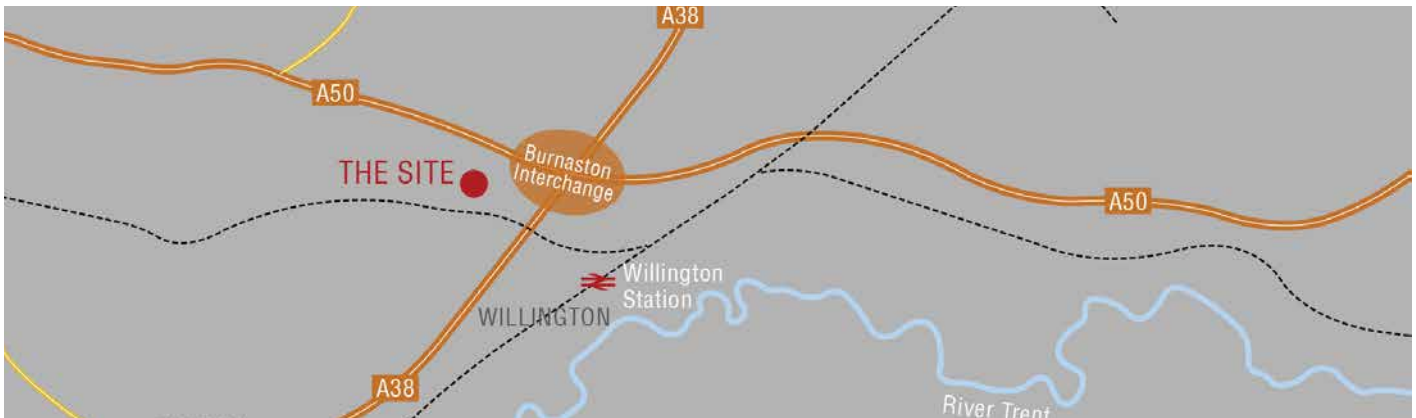 A38
A50
Burnaston
Interchange
THE SITE
A50
Willington
Station
WILLINGTON
A38
River Trent